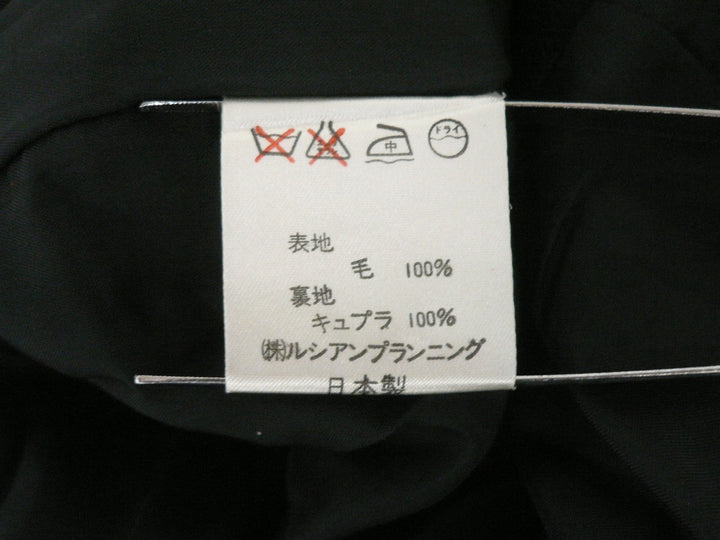 中 ドライ
表地
毛 100%
裏地
キュプラ 100%
㈱ルシアンプランニング
日本製